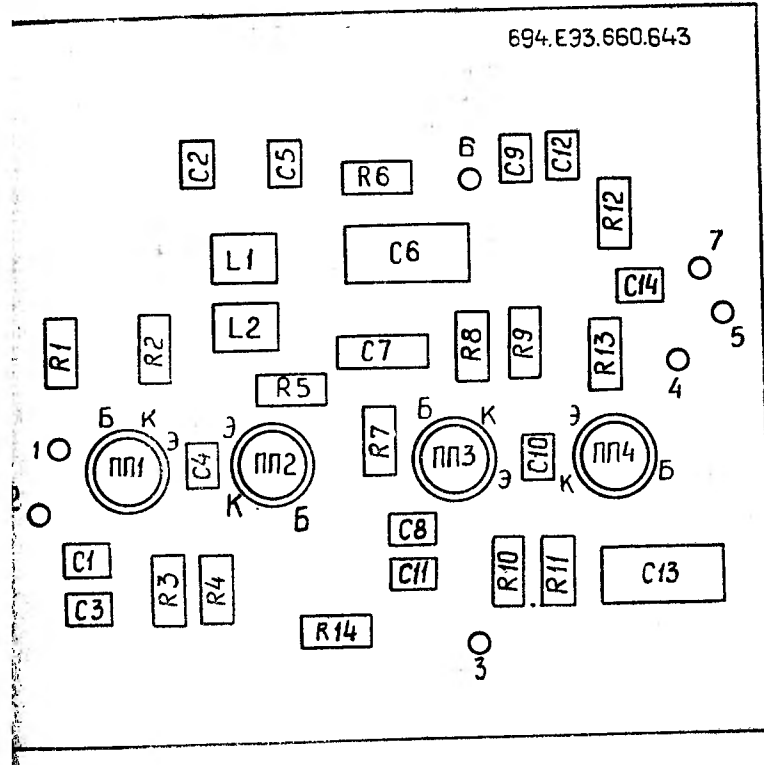 694.ЕЭ3.660.643
C2 C5 R6 Б C9 C12
R12
L1 C6 7
C14
5
R1 R2 L2 C7 R8 R9 R13 4
R5
Б К Э Э R7 Б К Э
1 ПП1 C4 ПП2 ПП3 C10 ПП4
К Б Э К Б
C1 C8
C3 R3 R4 C11 R10 R11 C13
R14 3